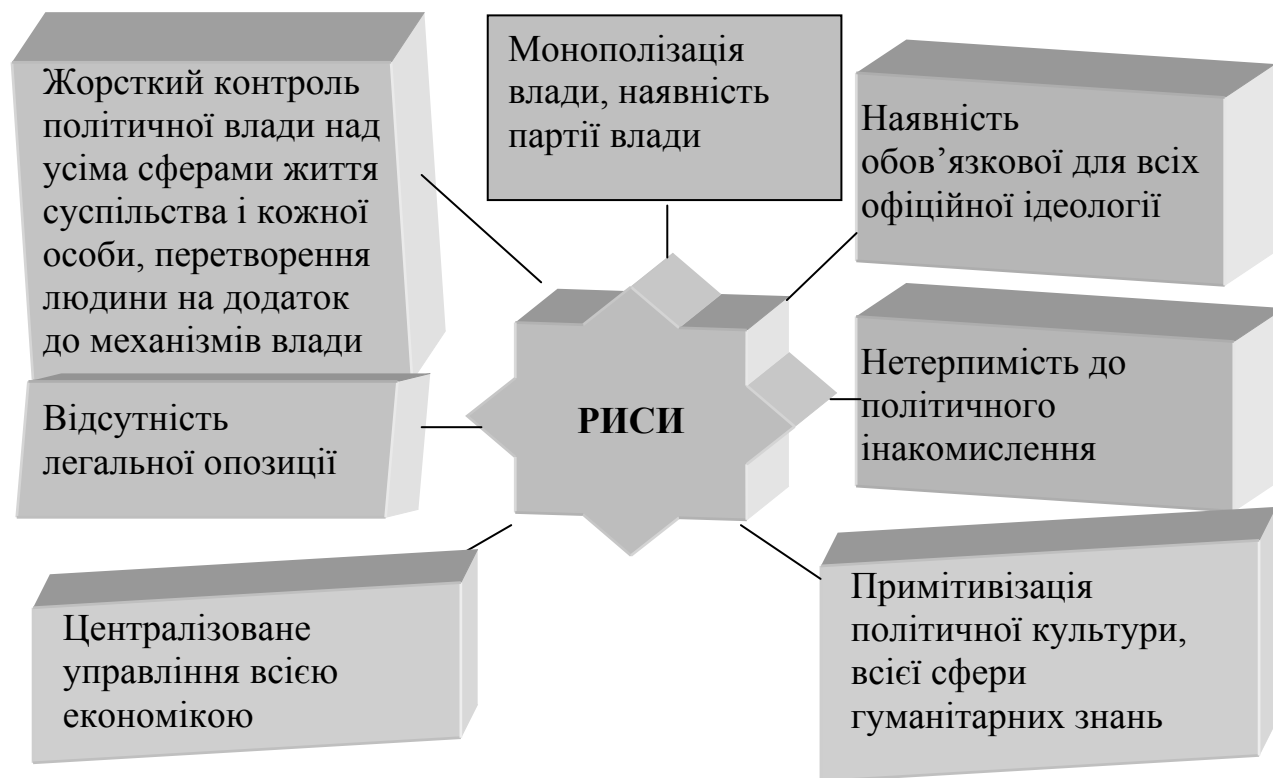 Жорсткий контроль
політичної влади над
усіма сферами життя
суспільства і кожної
особи, перетворення
людини на додаток
до механізмів влади
Монополізація
влади, наявність
партії влади
Наявність
обов’язкової для всіх
офіційної ідеології
Відсутність
легальної опозиції
РИСИ
Нетерпимість до
політичного
інакомислення
Централізоване
управління всією
економікою
Примітивізація
політичної культури,
всієї сфери
гуманітарних знань